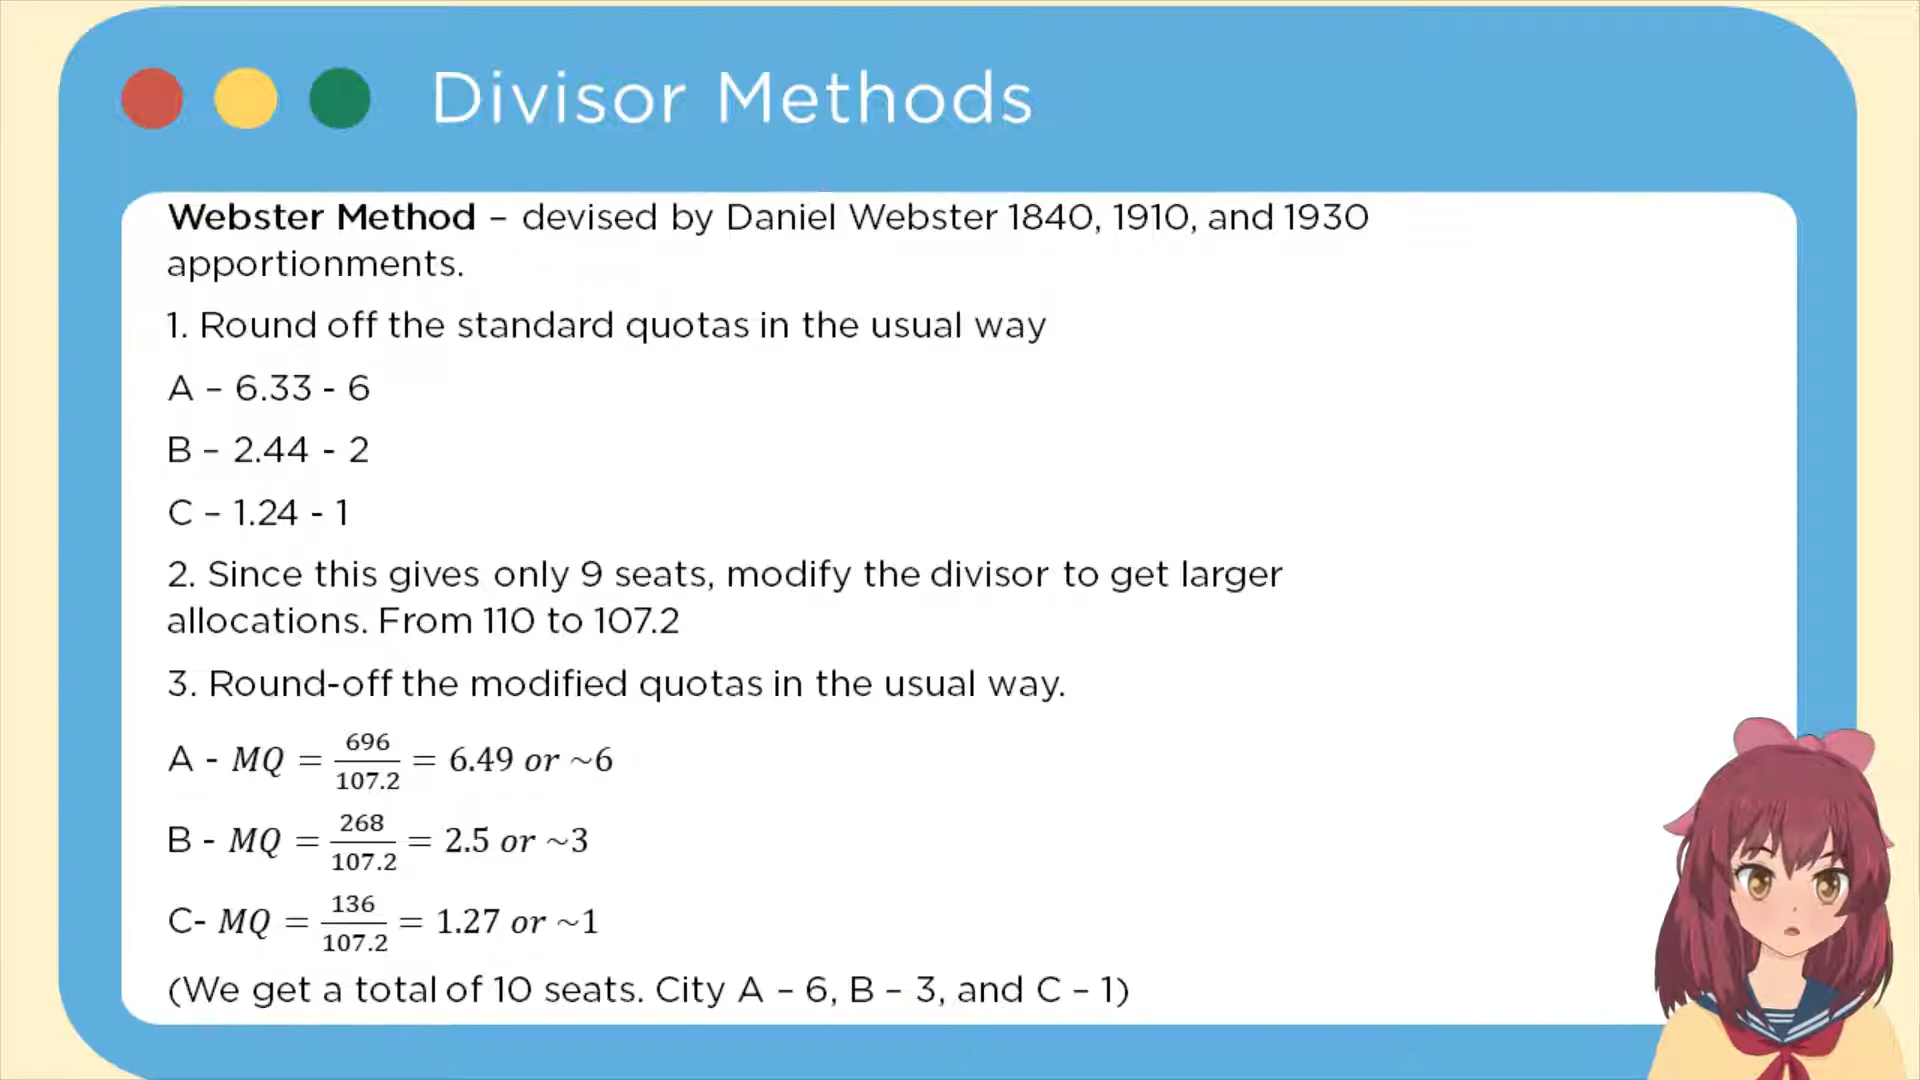 Divisor Methods
Webster Method – devised by Daniel Webster 1840, 1910, and 1930
apportionments.
1. Round off the standard quotas in the usual way
A – 6.33 - 6
B – 2.44 - 2
C – 1.24 - 1
2. Since this gives only 9 seats, modify the divisor to get larger
allocations. From 110 to 107.2
3. Round-off the modified quotas in the usual way.
A - MQ = 696/107.2 = 6.49 or ~6
B - MQ = 268/107.2 = 2.5 or ~3
C- MQ = 136/107.2 = 1.27 or ~1
(We get a total of 10 seats. City A – 6, B – 3, and C – 1)